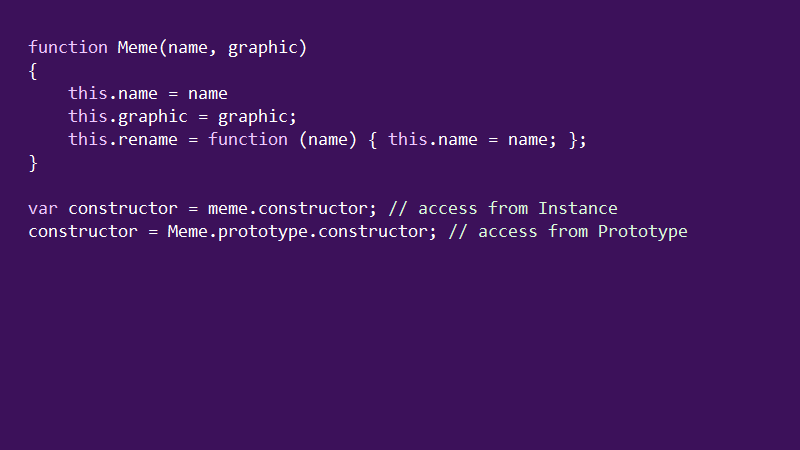 function Meme(name, graphic)
{
    this.name = name
    this.graphic = graphic;
    this.rename = function (name) { this.name = name; };
}
var constructor = meme.constructor; // access from Instance
constructor = Meme.prototype.constructor; // access from Prototype